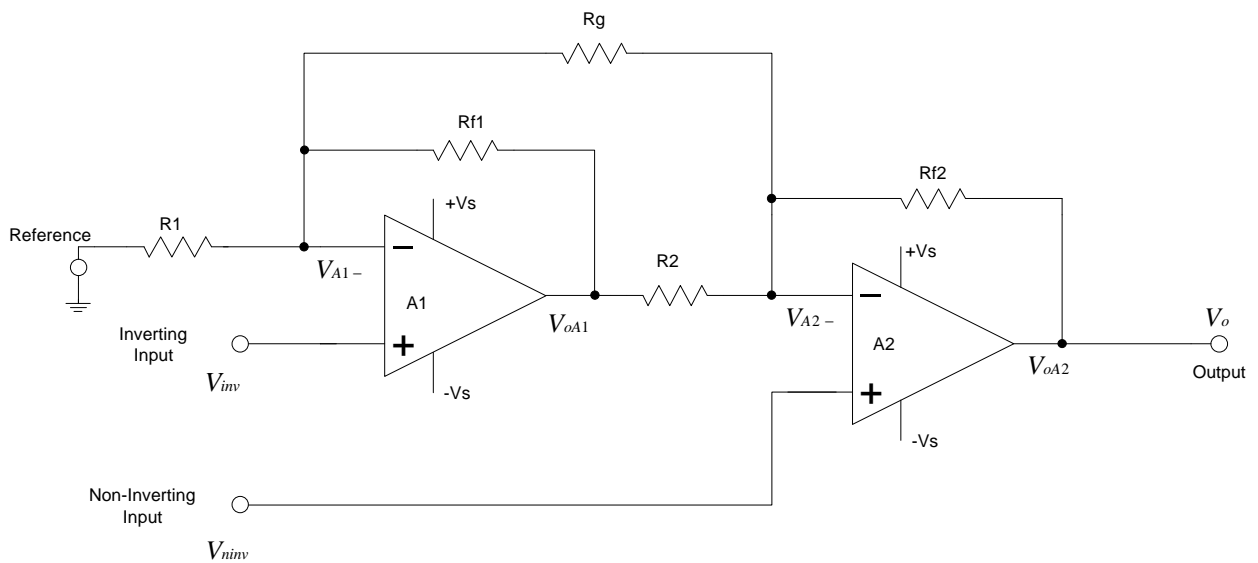 Rg
Rf1
Rf2
+Vs
R1
Reference
+Vs
R2
VA1 –
A1
VoA1
VA2 –
A2
Vo
Inverting
Input
VoA2
Output
Vinv
-Vs
-Vs
Non-Inverting
Input
Vninv